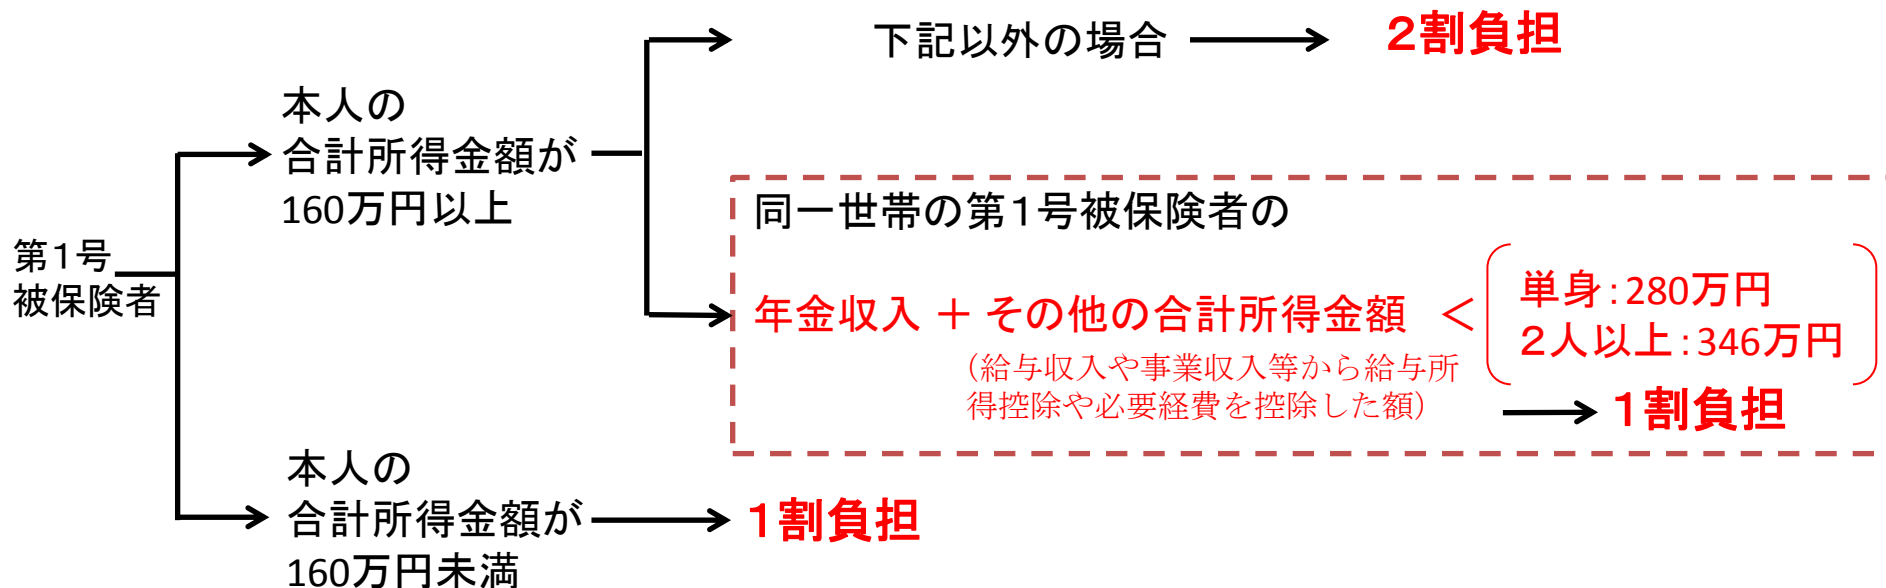 第１号
被保険者
本人の
合計所得金額が
160万円以上
下記以外の場合
２割負担
同一世帯の第１号被保険者の
年金収入 ＋ その他の合計所得金額 ＜
（給与収入や事業収入等から給与所
得控除や必要経費を控除した額）
単身：280万円
２人以上：346万円
１割負担
本人の
合計所得金額が
160万円未満
１割負担